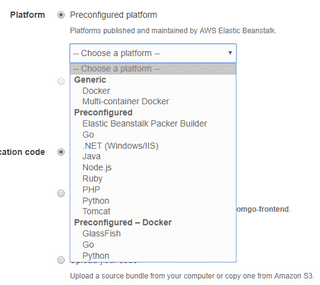 Platform
Preconfigured platform
Platforms published and maintained by AWS Elastic Beanstalk.
-- Choose a platform --
-- Choose a platform --
Generic
Docker
Multi-container Docker
Preconfigured
Elastic Beanstalk Packer Builder
Go
.NET (Windows/IIS)
Java
cation code
Node.js
Ruby
PHP
Python
omgo-frontend.
Tomcat
Preconfigured – Docker
GlassFish
Go
Python
Upload a source bundle from your computer or copy one from Amazon S3.